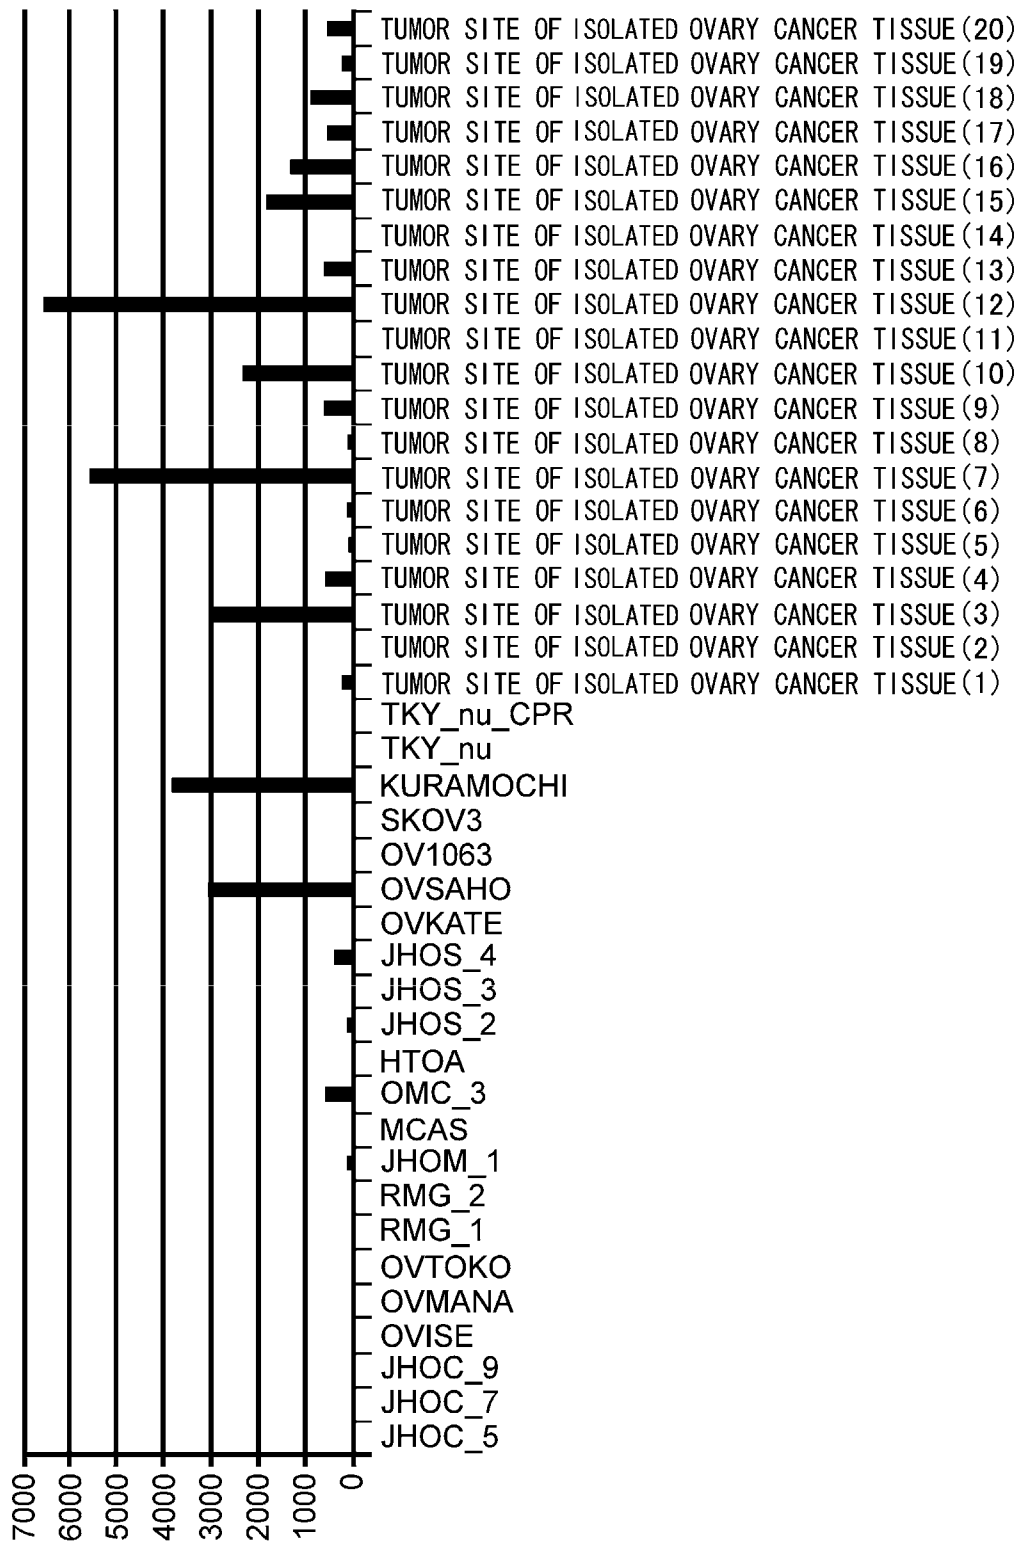 TUMOR SITE OF ISOLATED OVARY CANCER TISSUE(20)
TUMOR SITE OF ISOLATED OVARY CANCER TISSUE(19)
TUMOR SITE OF ISOLATED OVARY CANCER TISSUE(18)
TUMOR SITE OF ISOLATED OVARY CANCER TISSUE(17)
TUMOR SITE OF ISOLATED OVARY CANCER TISSUE(16)
TUMOR SITE OF ISOLATED OVARY CANCER TISSUE(15)
TUMOR SITE OF ISOLATED OVARY CANCER TISSUE(14)
TUMOR SITE OF ISOLATED OVARY CANCER TISSUE(13)
TUMOR SITE OF ISOLATED OVARY CANCER TISSUE(12)
TUMOR SITE OF ISOLATED OVARY CANCER TISSUE(11)
TUMOR SITE OF ISOLATED OVARY CANCER TISSUE(10)
TUMOR SITE OF ISOLATED OVARY CANCER TISSUE(9)
TUMOR SITE OF ISOLATED OVARY CANCER TISSUE(8)
TUMOR SITE OF ISOLATED OVARY CANCER TISSUE(7)
TUMOR SITE OF ISOLATED OVARY CANCER TISSUE(6)
TUMOR SITE OF ISOLATED OVARY CANCER TISSUE(5)
TUMOR SITE OF ISOLATED OVARY CANCER TISSUE(4)
TUMOR SITE OF ISOLATED OVARY CANCER TISSUE(3)
TUMOR SITE OF ISOLATED OVARY CANCER TISSUE(2)
TUMOR SITE OF ISOLATED OVARY CANCER TISSUE(1)
TKY_nu_CPR
TKY_nu
KURAMOCHI
SKOV3
OV1063
OVSAHO
OVKATE
JHOS_4
JHOS_3
JHOS_2
HTOA
OMC_3
MCAS
JHOM_1
RMG_2
RMG_1
OVTOKO
OVMANA
OVISE
JHOC_9
JHOC_7
JHOC_5
7000
6000
5000
4000
3000
2000
1000
0